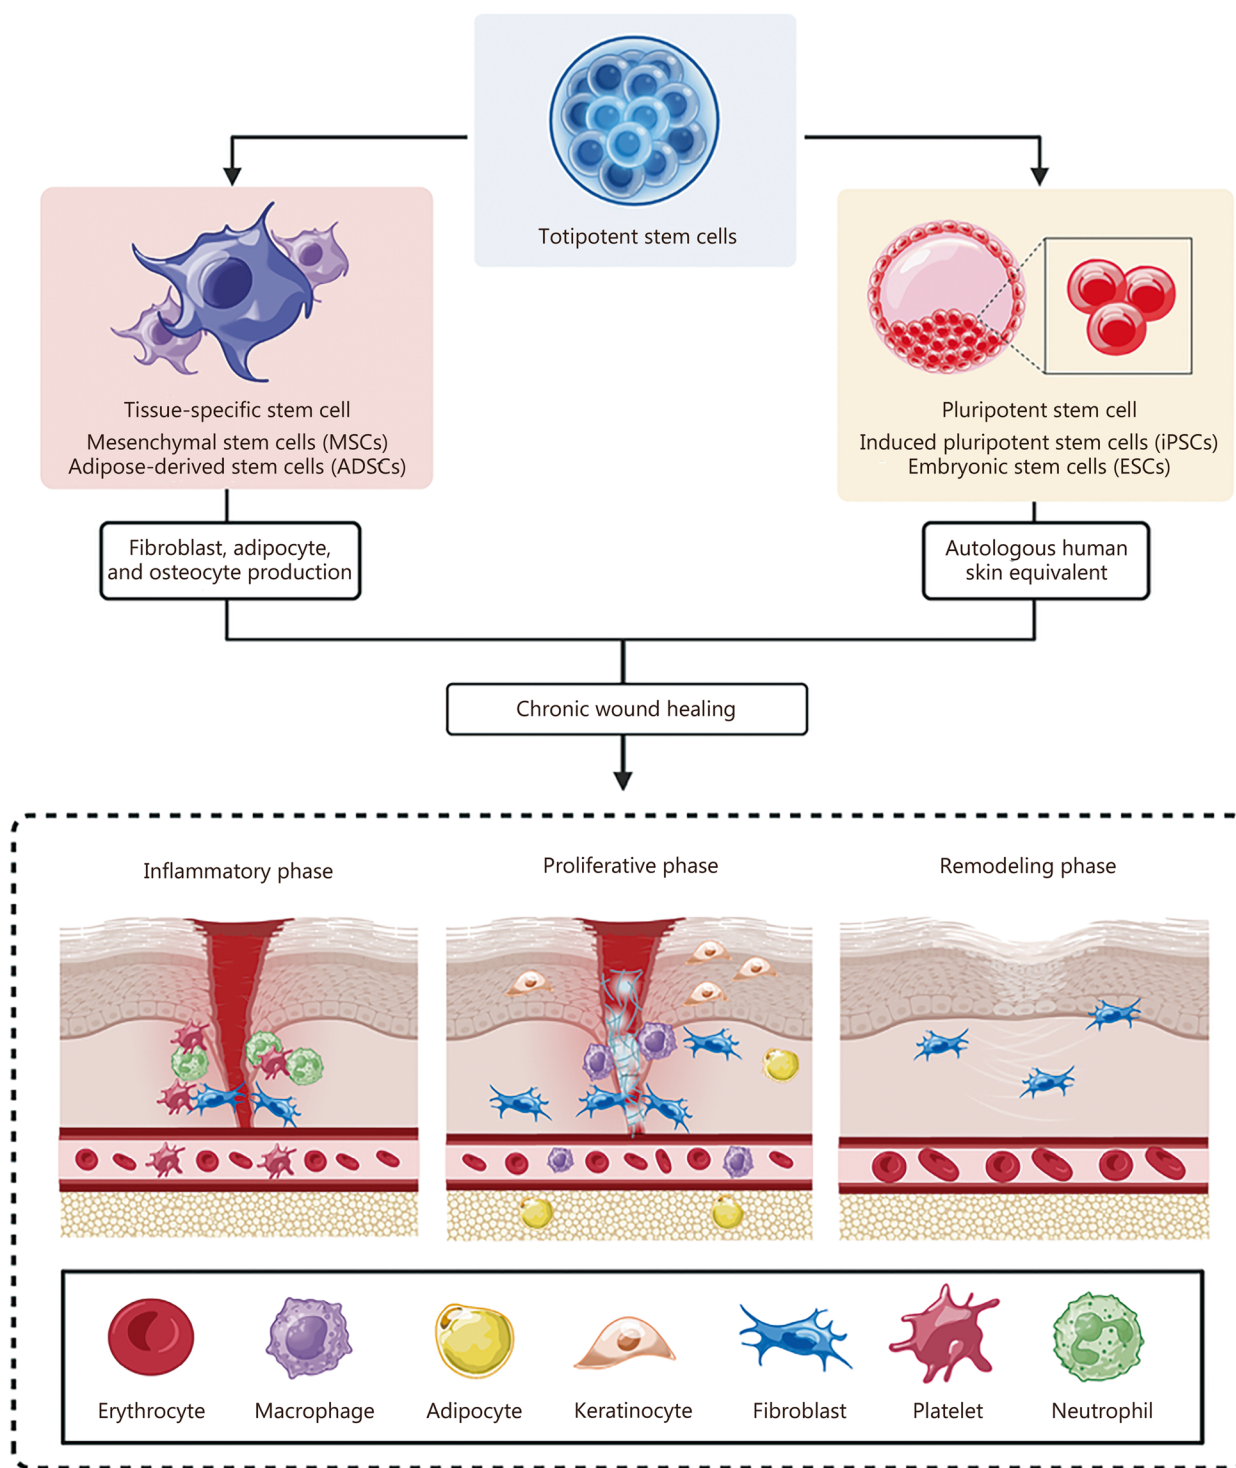 Totipotent stem cells
Tissue-specific stem cell
Mesenchymal stem cells (MSCs)
Adipose-derived stem cells (ADSCs)
Pluripotent stem cell
Induced pluripotent stem cells (iPSCs)
Embryonic stem cells (ESCs)
Fibroblast, adipocyte,
and osteocyte production
Autologous human
skin equivalent
Chronic wound healing
Inflammatory phase
Proliferative phase
Remodeling phase
Erythrocyte
Macrophage
Adipocyte
Keratinocyte
Fibroblast
Platelet
Neutrophil